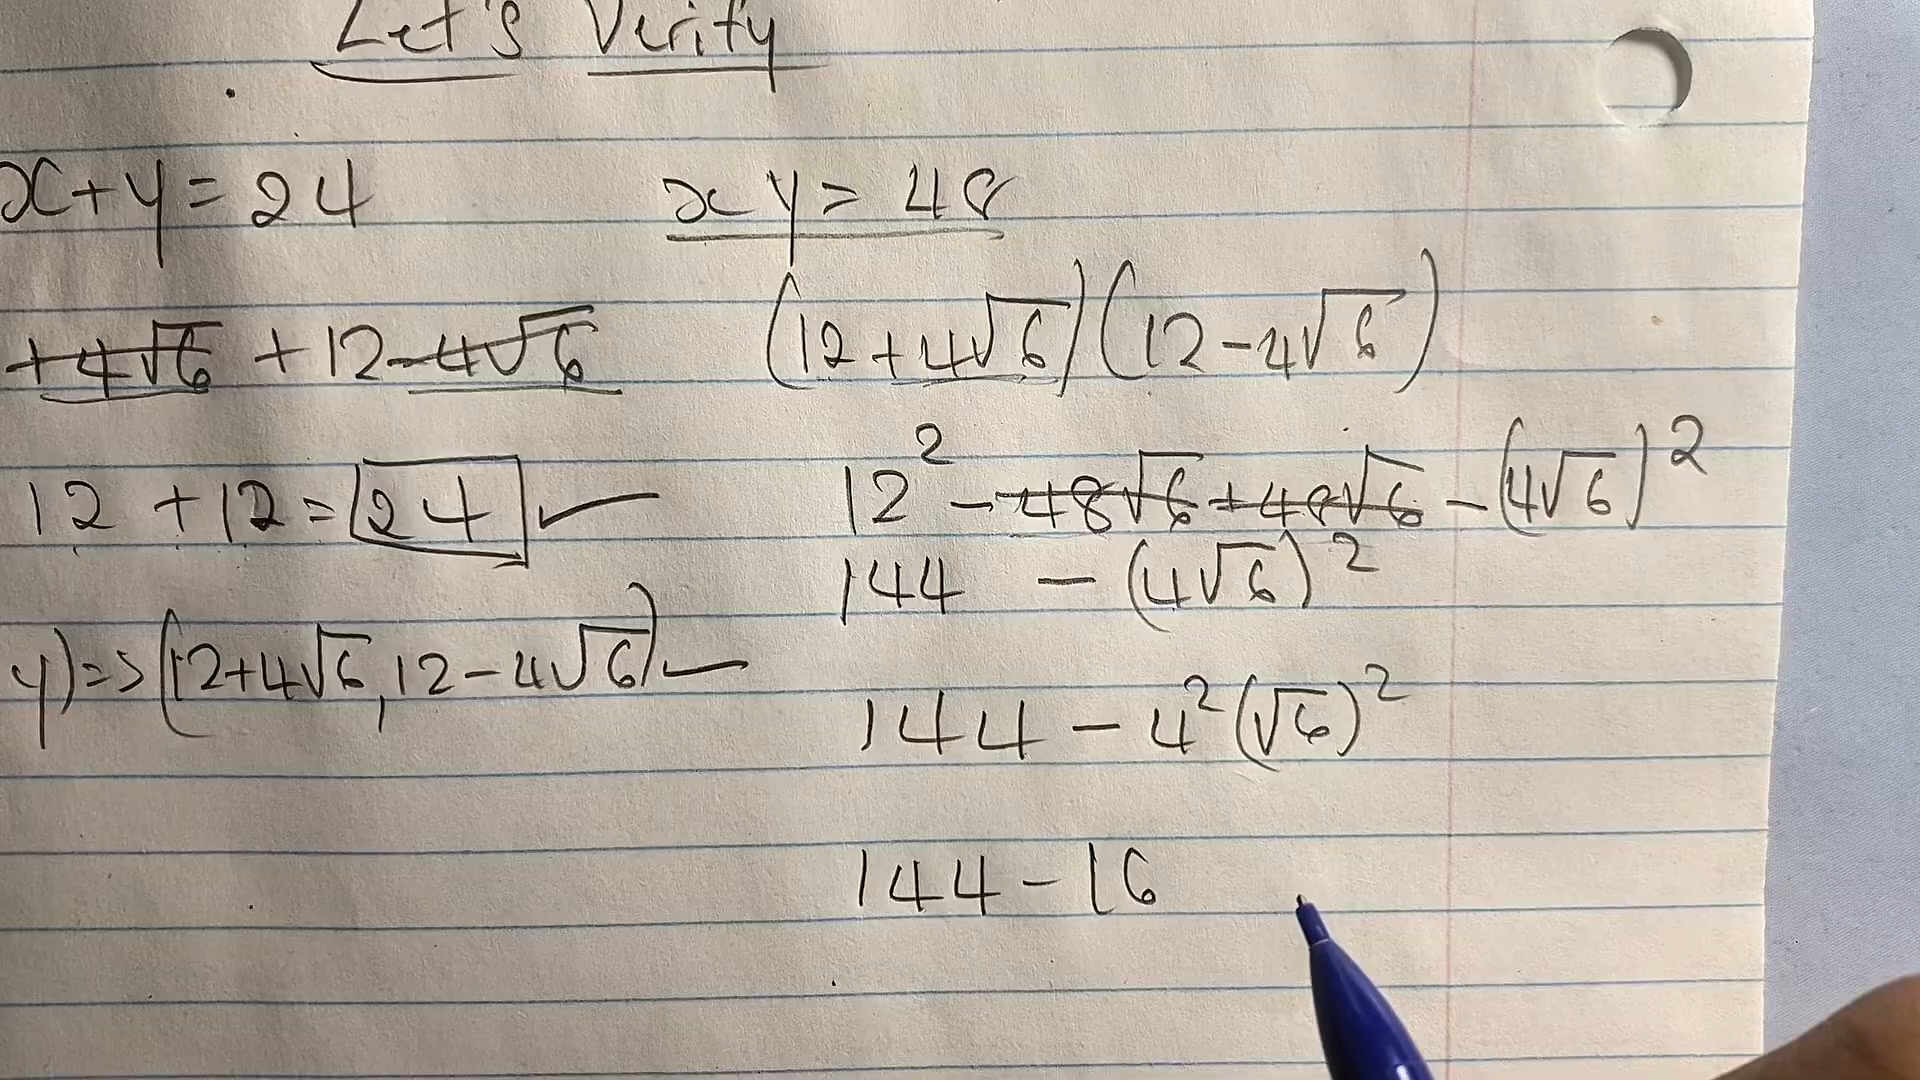 Let's Verify
x+y=24
xy=48
+4√6 +12-4√6
(12+4√6)(12-4√6)
12 +12=24 ✓
12² -48√6+48√6 -(4√6)²
144 - (4√6)²
y)=>(12+4√6,12-4√6) ✓
144 - 4²(√6)²
144-16